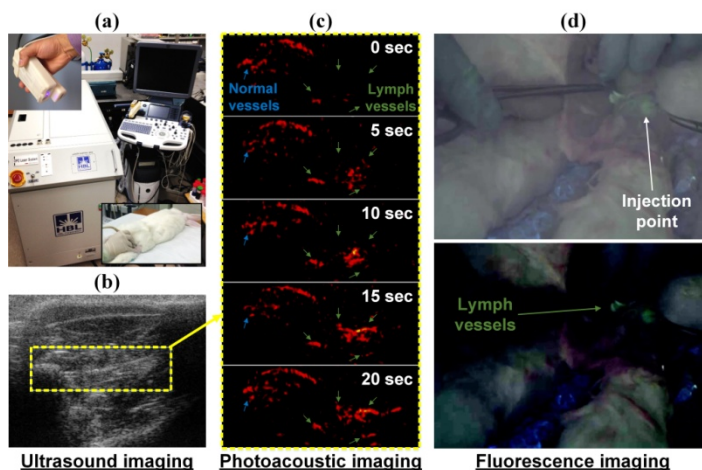 (a)
(c)
(d)
0 sec
Normal
vessels
Lymph
vessels
5 sec
10 sec
15 sec
20 sec
Injection
point
HBL
(b)
Lymph
vessels
Ultrasound imaging
Photoacoustic imaging
Fluorescence imaging